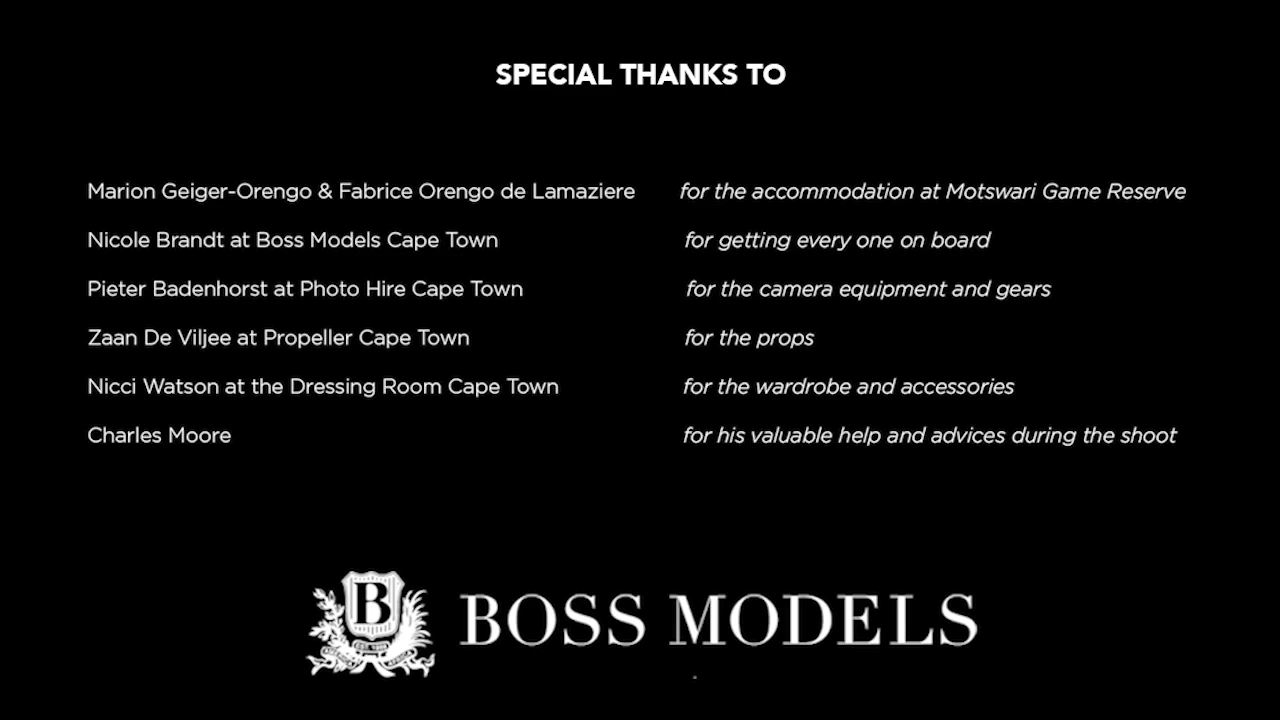 SPECIAL THANKS TO
Marion Geiger-Orengo & Fabrice Orengo de Lamaziere for the accommodation at Motswari Game Reserve
Nicole Brandt at Boss Models Cape Town for getting every one on board
Pieter Badenhorst at Photo Hire Cape Town for the camera equipment and gears
Zaan De Viljee at Propeller Cape Town for the props
Nicci Watson at the Dressing Room Cape Town for the wardrobe and accessories
Charles Moore for his valuable help and advices during the shoot
B
BOSS MODELS